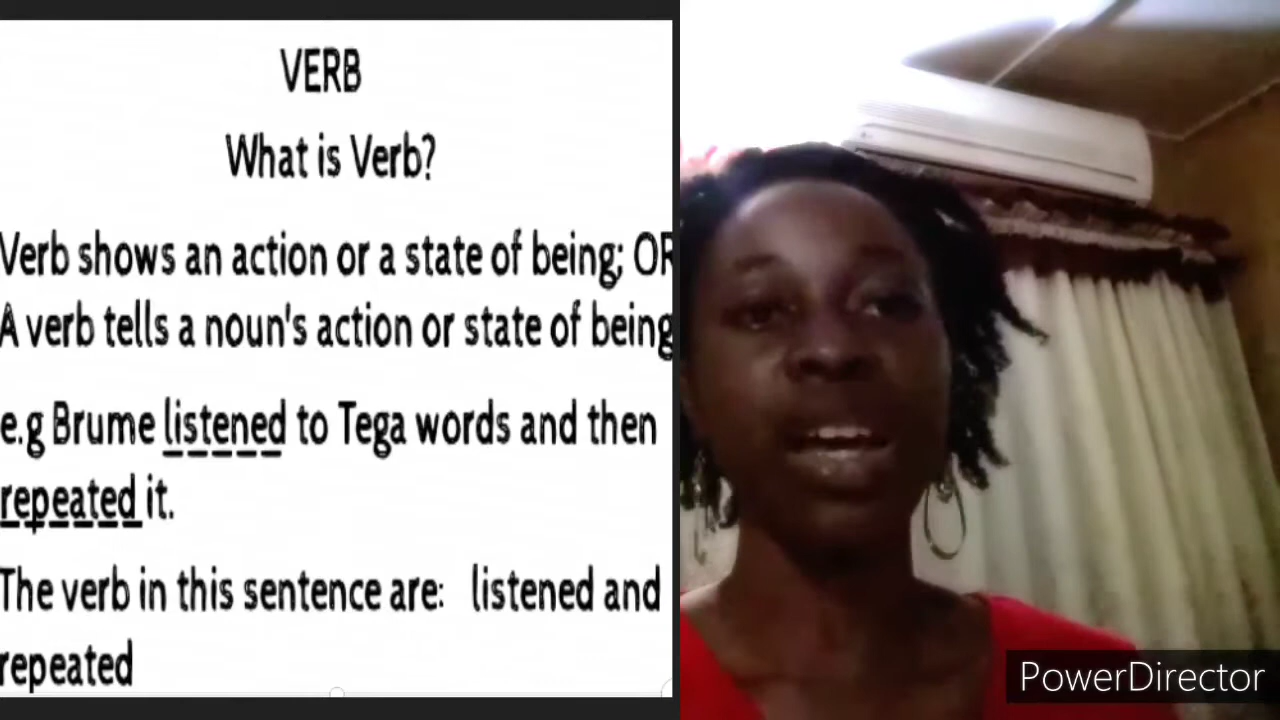 VERB
What is Verb?
Verb shows an action or a state of being; OR
A verb tells a noun's action or state of being
e.g Brume listened to Tega words and then
repeated it.
The verb in this sentence are: listened and
repeated
PowerDirector